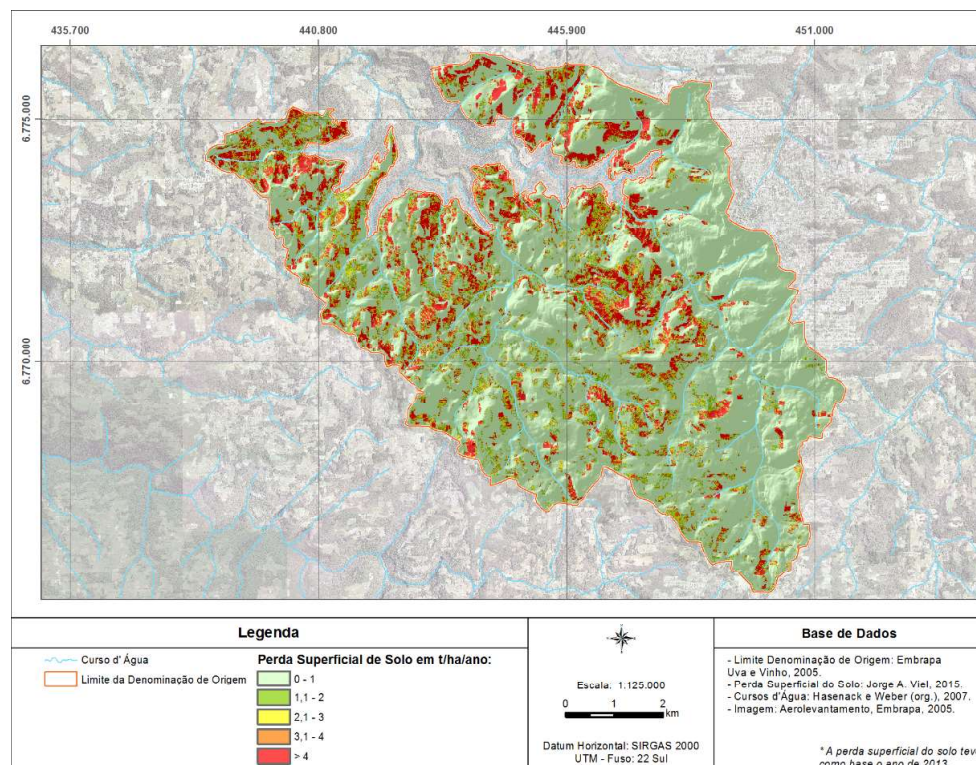 435.700
440.800
445.900
451.000
6.775.000
6.770.000
Legenda
Curso d' Água
Limite da Denominação de Origem
Perda Superficial de Solo em t/ha/ano:
0 - 1
1,1 - 2
2,1 - 3
3,1 - 4
> 4
Escala: 1:125.000
0 1 2
km
Datum Horizontal: SIRGAS 2000
UTM - Fuso: 22 Sul
Base de Dados
- Limite Denominação de Origem: Embrapa
Uva e Vinho, 2005.
- Perda Superficial do Solo: Jorge A. Viel, 2015.
- Cursos d'Água: Hasenack e Weber (org.), 2007.
- Imagem: Aerolevantamento, Embrapa, 2005.
* A perda superficial do solo teve
como base o ano de 2013